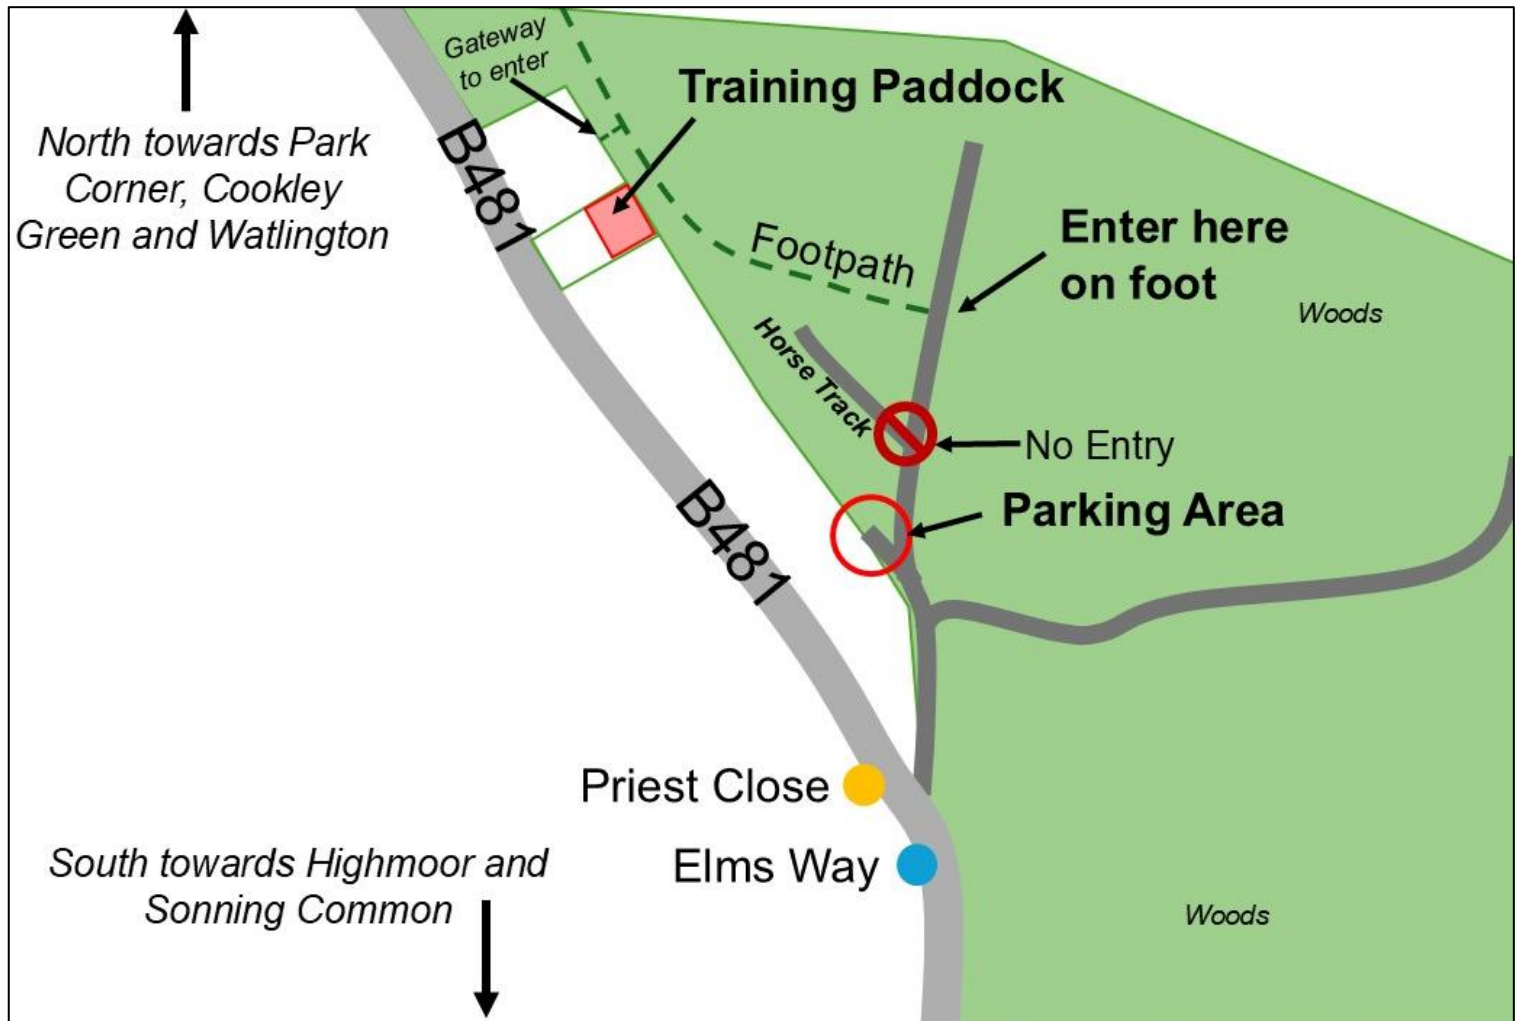 Gateway
to enter
Training Paddock
North towards Park
Corner, Cookley
Green and Watlington
B481
Footpath
Enter here
on foot
Woods
Horse Track
No Entry
Parking Area
B481
Priest Close
Elms Way
South towards Highmoor and
Sonning Common
Woods